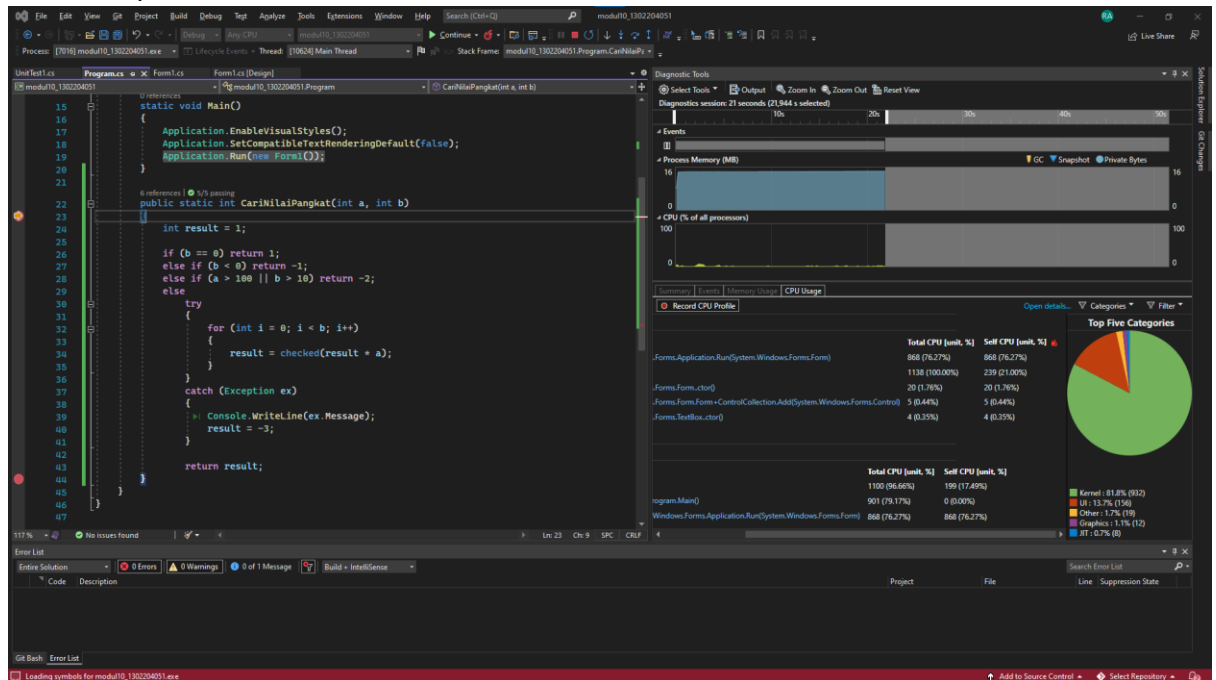 File Edit View Git Project Build Debug Test Analyze Tools Extensions Window Help Search (Ctrl+Q) modul10_1302204051 RA
Debug Any CPU modul10_1302204051 Continue Live Share
Process: [7016] modul10_1302204051.exe Lifecycle Events Thread: [10624] Main Thread Stack Frame: modul10_1302204051.Program.CariNilaiPa
UnitTest1.cs Program.cs Form1.cs Form1.cs [Design]
modul10_1302204051 modul10_1302204051.Program CariNilaiPangkat(int a, int b)
0 references
15 static void Main()
16 {
17 Application.EnableVisualStyles();
18 Application.SetCompatibleTextRenderingDefault(false);
19 Application.Run(new Form1());
20 }
21
6 references | 5/5 passing
22 public static int CariNilaiPangkat(int a, int b)
23 {
24 int result = 1;
25
26 if (b == 0) return 1;
27 else if (b < 0) return -1;
28 else if (a > 100 || b > 10) return -2;
29 else
30 try
31 {
32 for (int i = 0; i < b; i++)
33 {
34 result = checked(result * a);
35 }
36 }
37 catch (Exception ex)
38 {
39 Console.WriteLine(ex.Message);
40 result = -3;
41 }
42
43 return result;
44 }
45 }
46 }
47
117 % No issues found Ln: 23 Ch: 9 SPC CRLF
Diagnostic Tools
Select Tools Output Zoom In Zoom Out Reset View
Diagnostics session: 21 seconds (21,944 s selected)
10s 20s 30s 40s 50s
Events
Process Memory (MB) GC Snapshot Private Bytes
16 16
0 0
CPU (% of all processors)
100 100
0 0
Summary Events Memory Usage CPU Usage
Record CPU Profile Open details... Categories Filter
Top Five Categories
Total CPU [unit, %] Self CPU [unit, %]
.Forms.Application.Run(System.Windows.Forms.Form) 868 (76.27%) 868 (76.27%)
1138 (100.00%) 239 (21.00%)
.Forms.Form..ctor() 20 (1.76%) 20 (1.76%)
.Forms.Form.Form+ControlCollection.Add(System.Windows.Forms.Control) 5 (0.44%) 5 (0.44%)
.Forms.TextBox..ctor() 4 (0.35%) 4 (0.35%)
Total CPU [unit, %] Self CPU [unit, %]
1100 (96.66%) 199 (17.49%)
rogram.Main() 901 (79.17%) 0 (0.00%)
Windows.Forms.Application.Run(System.Windows.Forms.Form) 868 (76.27%) 868 (76.27%)
Kernel : 81.8% (932)
UI : 13.7% (156)
Other : 1.7% (19)
Graphics : 1.1% (12)
JIT : 0.7% (8)
Solution Explorer
Git Changes
Error List
Entire Solution 0 Errors 0 Warnings 0 of 1 Message Build + IntelliSense Search Error List
Code Description Project File Line Suppression State
Git Bash Error List
Loading symbols for modul10_1302204051.exe Add to Source Control Select Repository